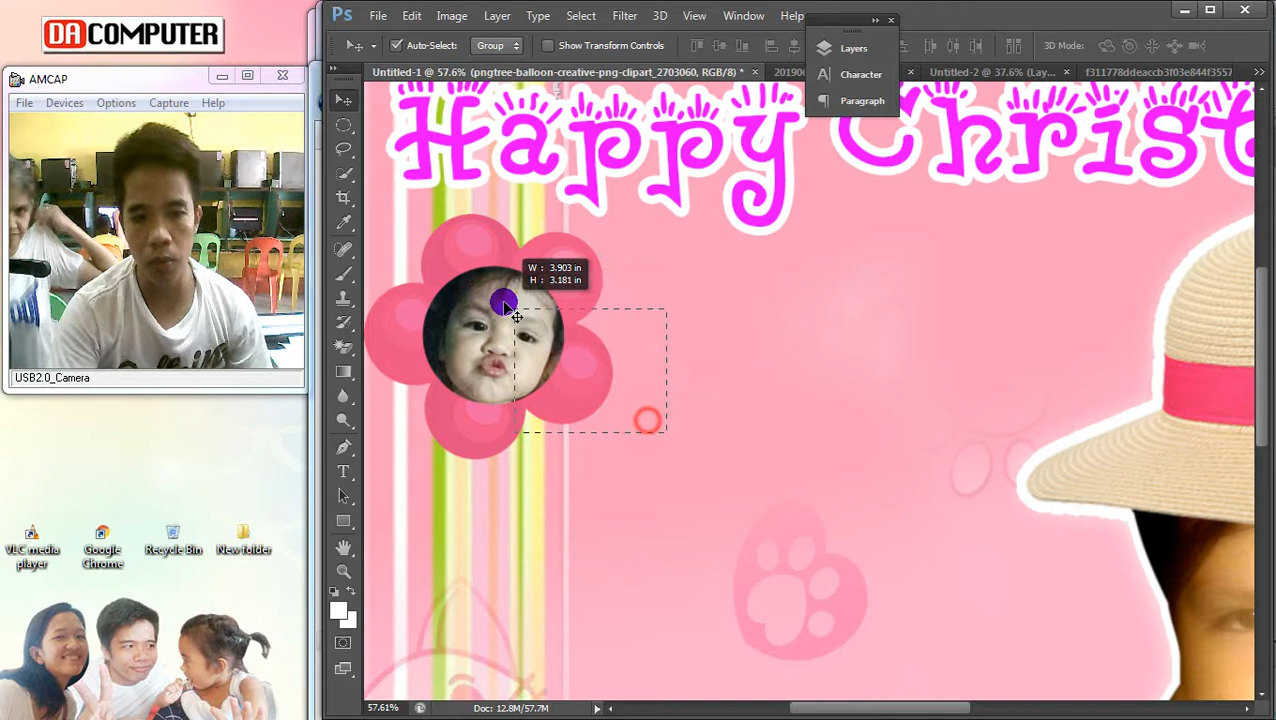 DA COMPUTER
AMCAP
File Devices Options Capture Help
USB2.0_Camera
VLC media player
Google Chrome
Recycle Bin
New folder
Ps File Edit Image Layer Type Select Filter 3D View Window Help
Auto-Select: Group Show Transform Controls 3D Mode:
Untitled-1 @ 57.6% (pngtree-balloon-creative-png-clipart_2703060, RGB/8) * × 20190 × Untitled-2 @ 37.6% (Lay... × f311778ddeaccb3f03e844f3557
Layers
Character
Paragraph
Happy Christ
W : 3.903 in
H : 3.181 in
57.61% Doc: 12.8M/57.7M